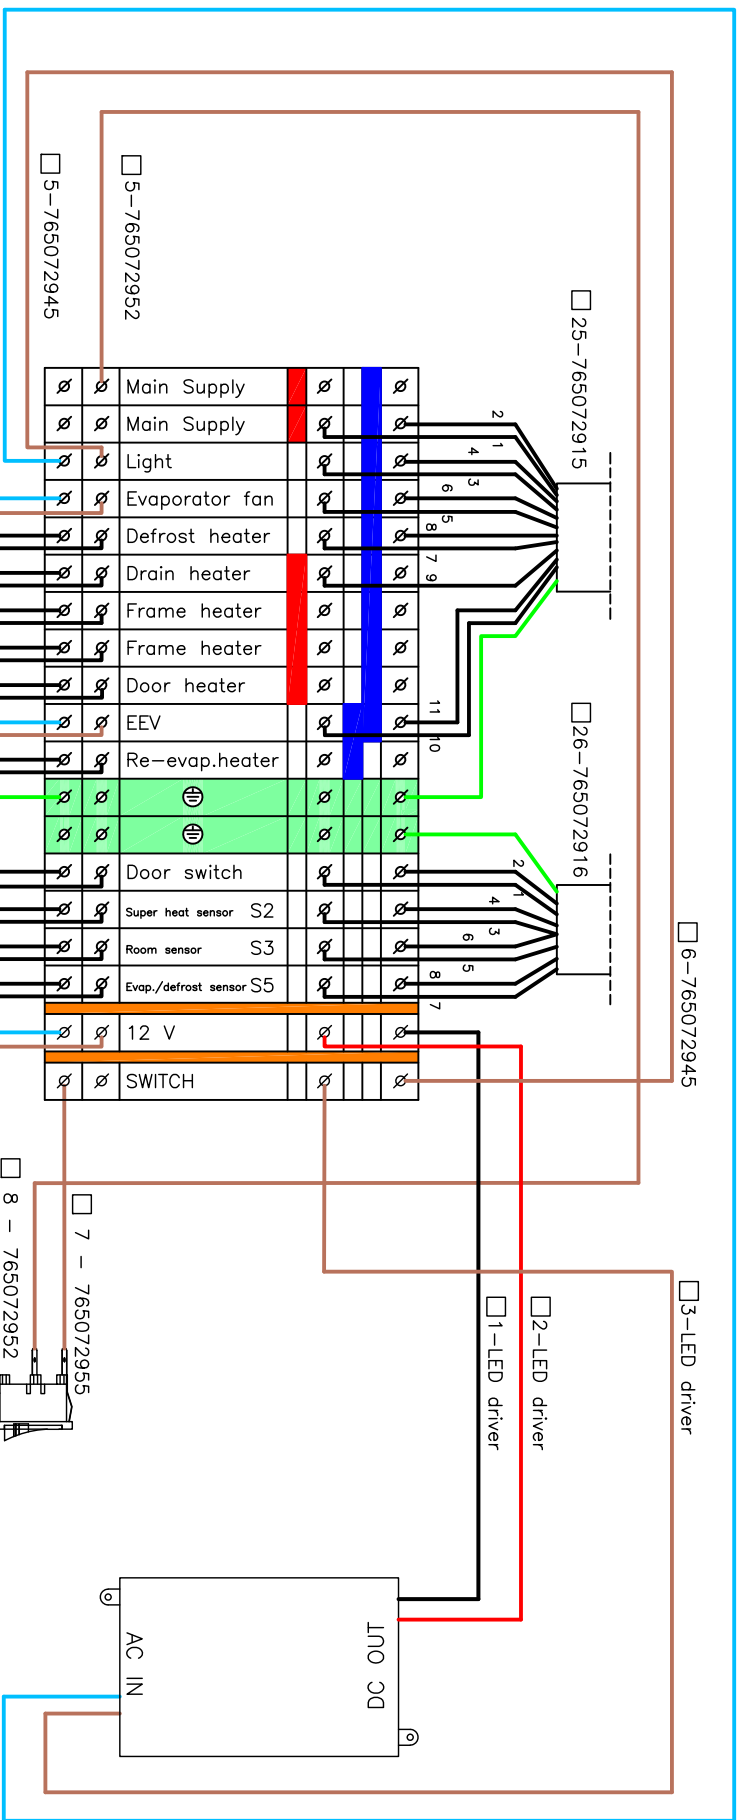 25-765072915
26-765072916
6-765072945
5-765072952
5-765072945
2
1
4
3
6
5
8
7
9
11
10
2
1
4
3
6
5
8
7
Main Supply
Main Supply
Light
Evaporator fan
Defrost heater
Drain heater
Frame heater
Frame heater
Door heater
EEV
Re-evap.heater
Door switch
Super heat sensor S2
Room sensor S3
Evap./defrost sensor S5
12 V
SWITCH
7 - 765072955
8 - 765072952
3-LED driver
2-LED driver
1-LED driver
OUT DC
AC IN